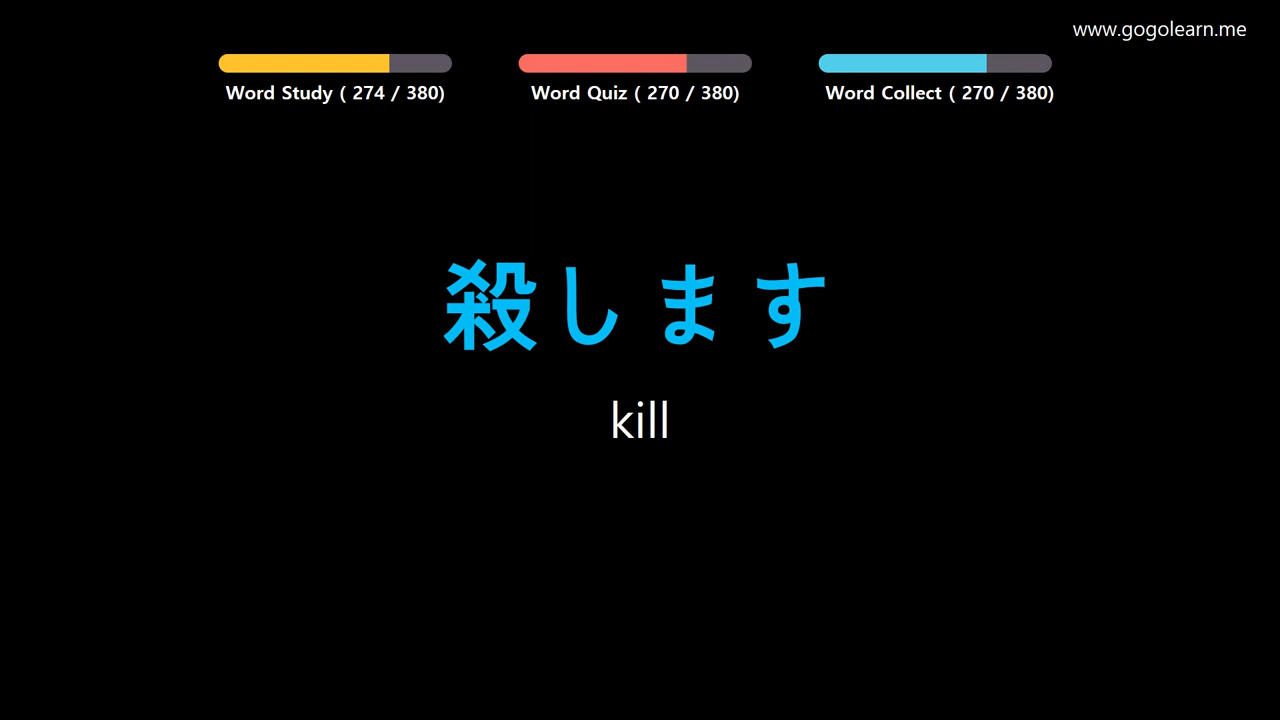 www.gogolearn.me
Word Study ( 274 / 380)
Word Quiz ( 270 / 380)
Word Collect ( 270 / 380)
殺します
kill